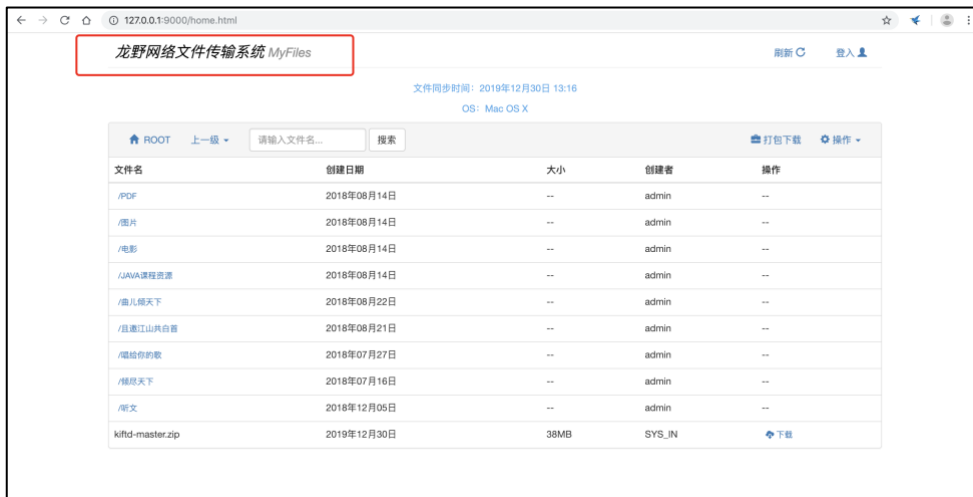 127.0.0.1:9000/home.html
龙野网络文件传输系统 MyFiles 刷新 登入
文件同步时间：2019年12月30日 13:16
OS：Mac OS X
ROOT 上一级 请输入文件名... 搜索 打包下载 操作
文件名 创建日期 大小 创建者 操作
/PDF 2018年08月14日 -- admin --
/图片 2018年08月14日 -- admin --
/电影 2018年08月14日 -- admin --
/JAVA课程资源 2018年08月14日 -- admin --
/曲儿倾天下 2018年08月22日 -- admin --
/且邀江山共白首 2018年08月21日 -- admin --
/唱给你的歌 2018年07月27日 -- admin --
/倾尽天下 2018年07月16日 -- admin --
/听文 2018年12月05日 -- admin --
kiftd-master.zip 2019年12月30日 38MB SYS_IN 下载